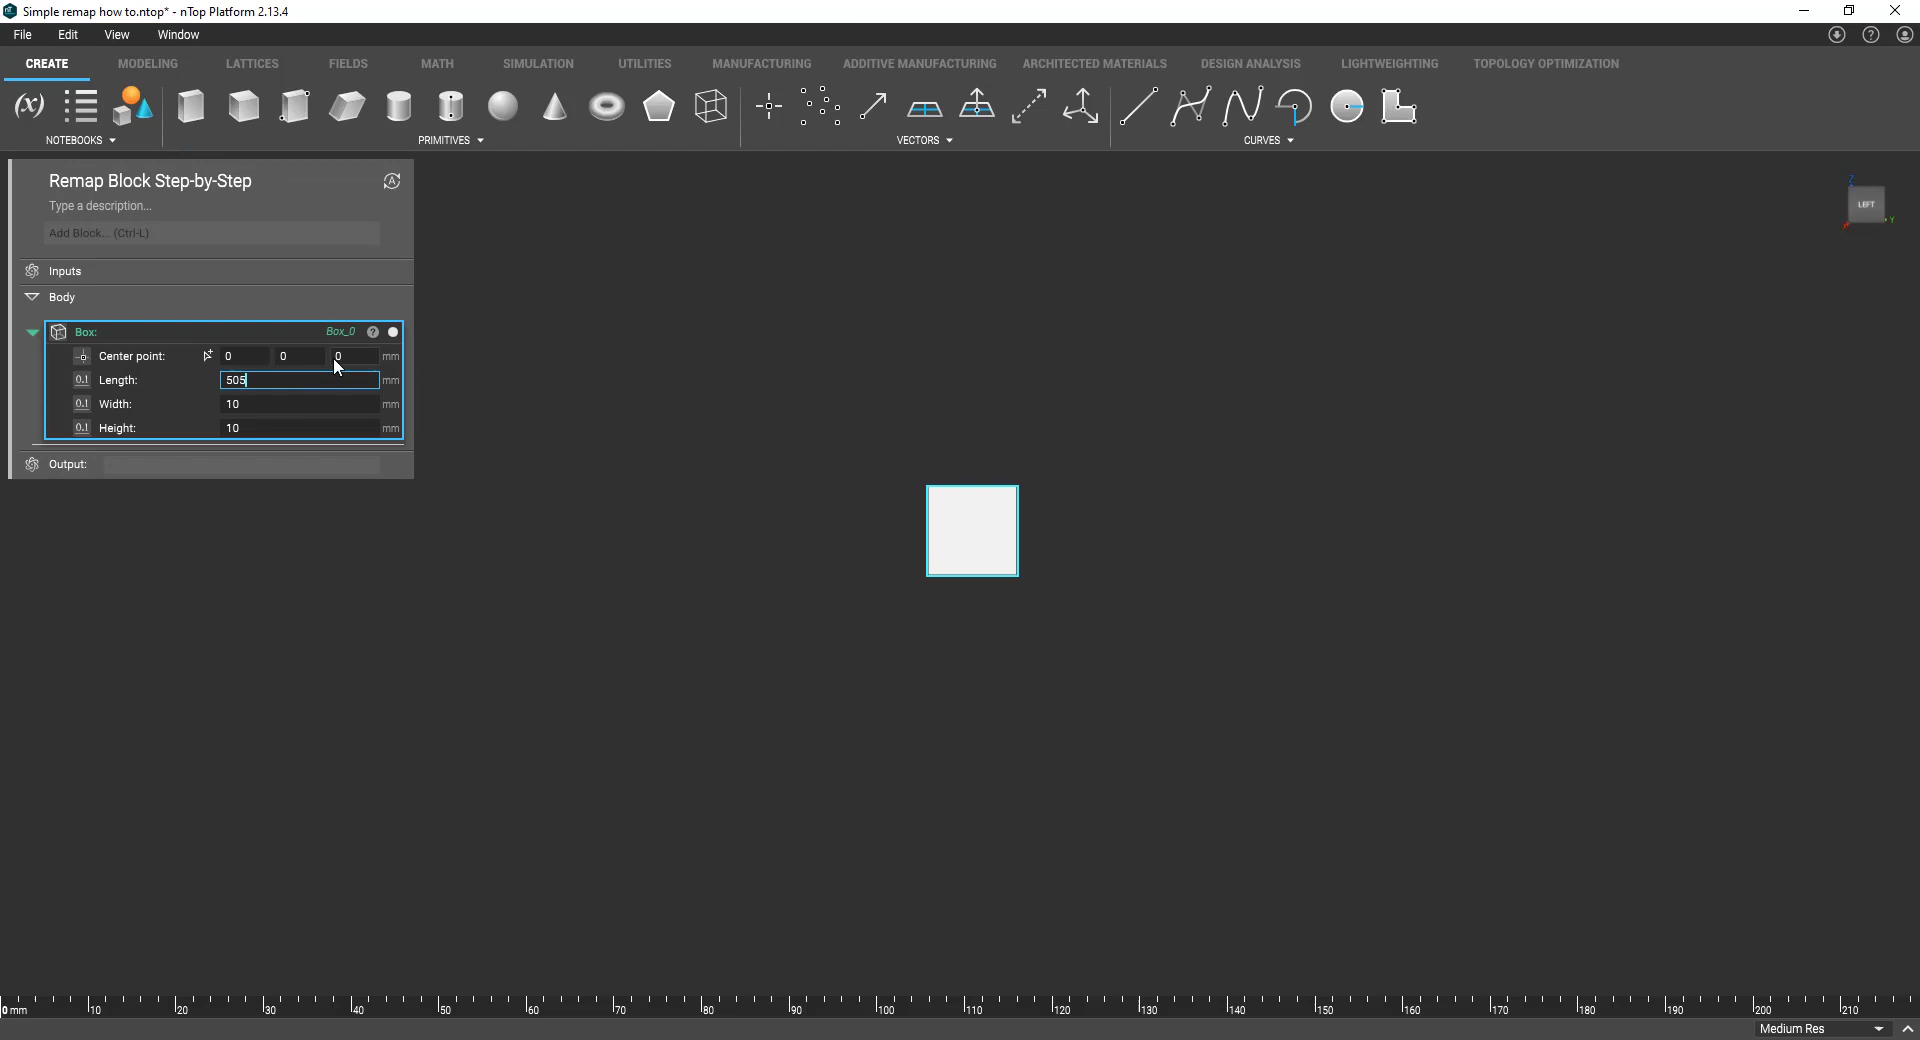 Simple remap how to.ntop* - nTop Platform 2.13.4
File Edit View Window
CREATE MODELING LATTICES FIELDS MATH SIMULATION UTILITIES MANUFACTURING ADDITIVE MANUFACTURING ARCHITECTED MATERIALS DESIGN ANALYSIS LIGHTWEIGHTING TOPOLOGY OPTIMIZATION
(x)
NOTEBOOKS PRIMITIVES VECTORS CURVES
Remap Block Step-by-Step
Type a description...
Add Block... (Ctrl-L)
Inputs
Body
Box: Box_0 ?
Center point: 0 0 0 mm
0.1 Length: 505 mm
0.1 Width: 10 mm
0.1 Height: 10 mm
Output:
Z
LEFT
Y
X
0 mm 10 20 30 40 50 60 70 80 90 100 110 120 130 140 150 160 170 180 190 200 210
Medium Res